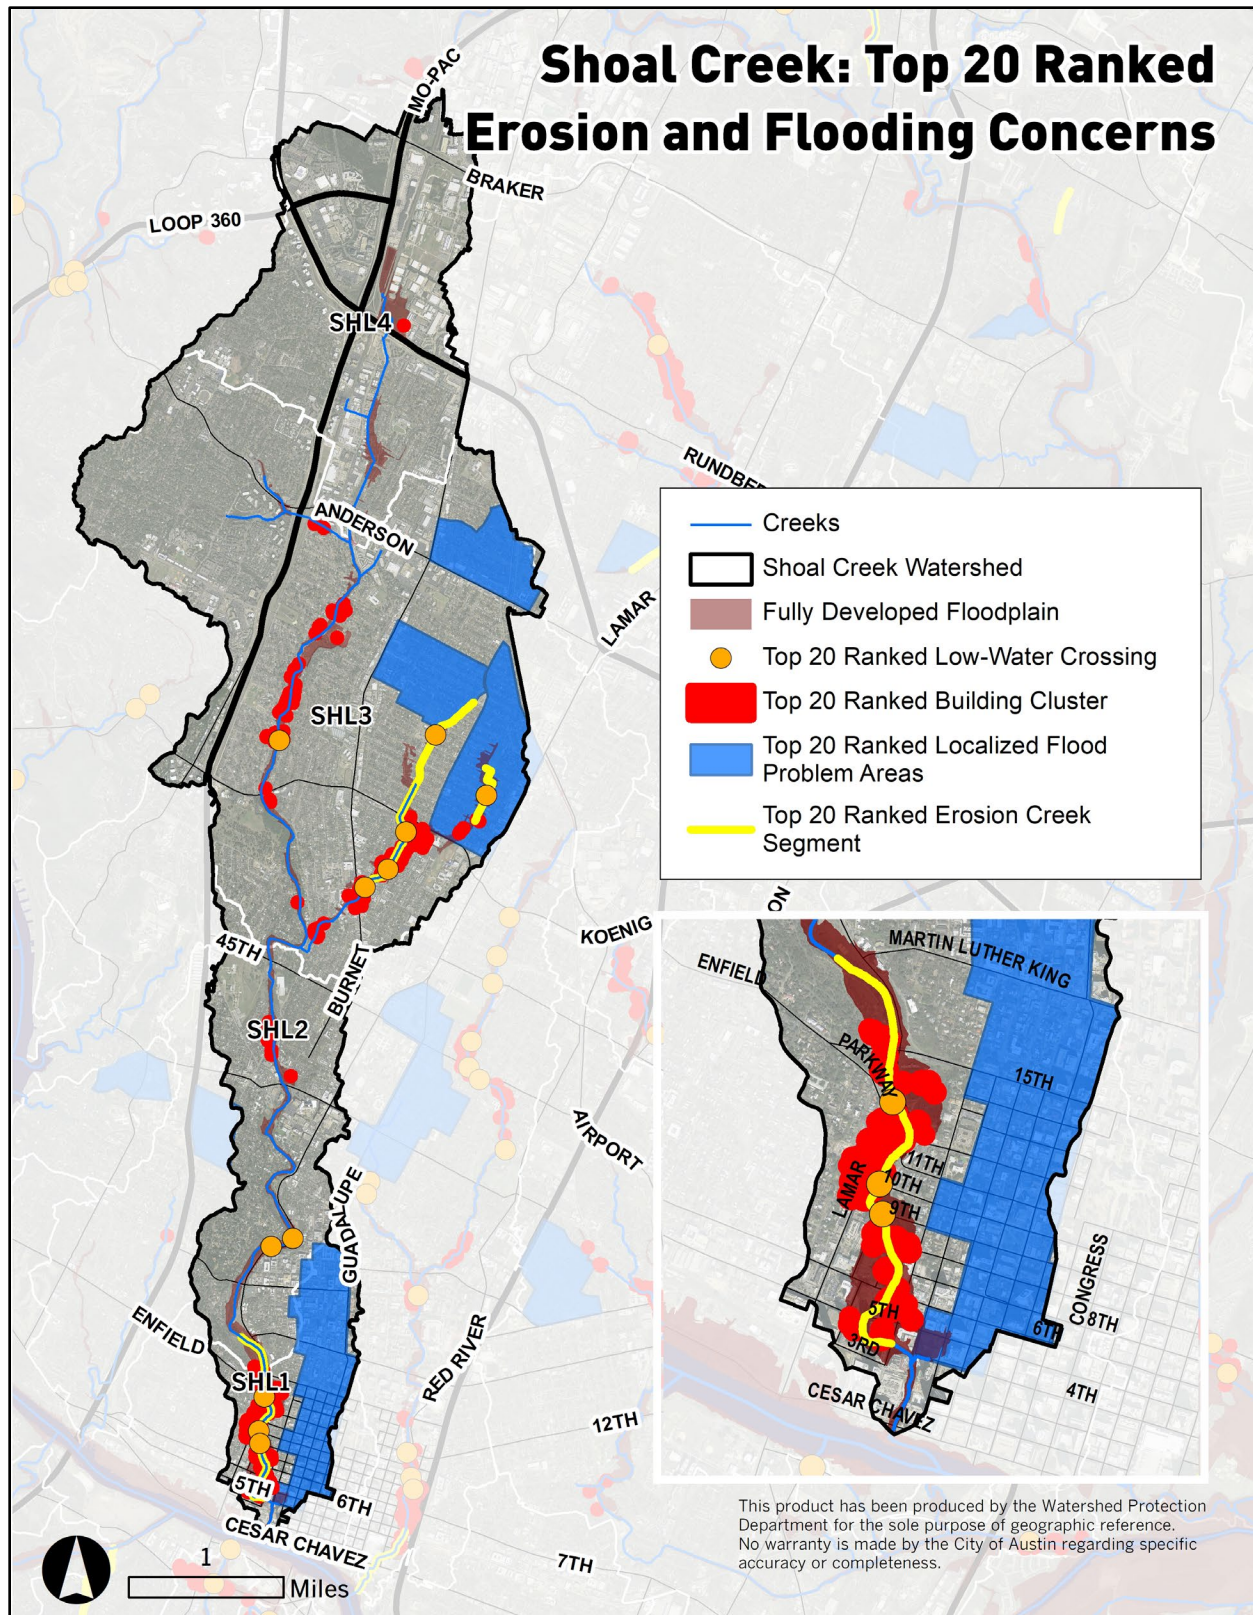 Shoal Creek: Top 20 Ranked
Erosion and Flooding Concerns
MO-PAC
BRAKER
LOOP 360
SHL4
RUNDBE
ANDERSON
LAMAR
Creeks
Shoal Creek Watershed
Fully Developed Floodplain
Top 20 Ranked Low-Water Crossing
Top 20 Ranked Building Cluster
Top 20 Ranked Localized Flood
Problem Areas
Top 20 Ranked Erosion Creek
Segment
SHL3
ON
KOENIG
45TH
BURNET
SHL2
AIRPORT
GUADALUPE
ENFIELD
RED RIVER
SHL1
12TH
5TH
6TH
CESAR CHAVEZ
7TH
MARTIN LUTHER KING
ENFIELD
PARKWAY
15TH
11TH
10TH
LAMAR
9TH
CONGRESS
5TH
6TH
8TH
3RD
4TH
CESAR CHAVEZ
1
Miles
This product has been produced by the Watershed Protection
Department for the sole purpose of geographic reference.
No warranty is made by the City of Austin regarding specific
accuracy or completeness.